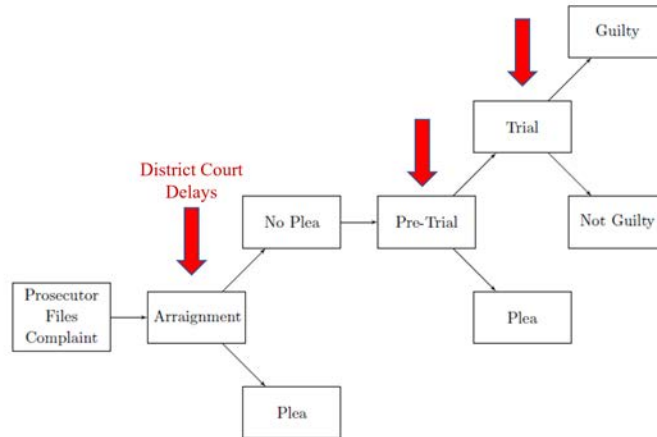 Guilty
Trial
District Court
Delays
No Plea
Pre-Trial
Not Guilty
Prosecutor
Files
Complaint
Arraignment
Plea
Plea